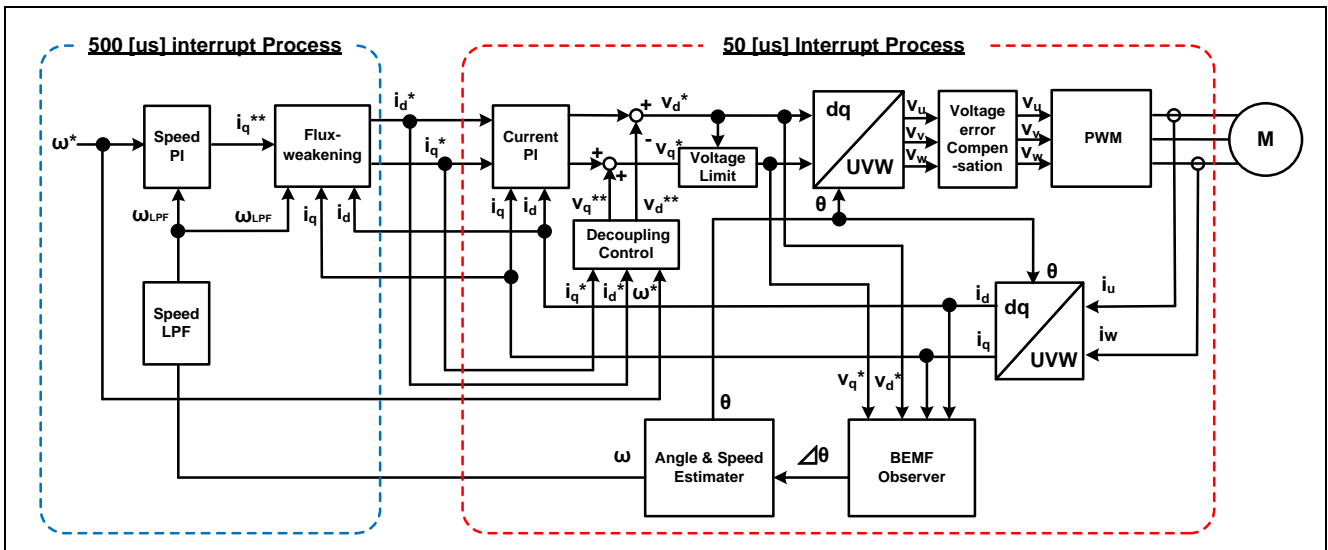 500 [us] interrupt Process
50 [us] Interrupt Process
ω*
Speed
PI
iq**
Flux-
weakening
id*
iq*
Current
PI
+
vd*
-
+
+
vq*
Voltage
Limit
dq
UVW
vu
vv
vw
Voltage
error
Compen
-sation
vu
vv
vw
PWM
M
ωLPF
ωLPF
iq
id
iq
id
vq**
vd**
Decoupling
Control
θ
θ
Speed
LPF
iq*
id*
ω*
id
iq
dq
UVW
iu
iw
vq*
vd*
θ
ω
Angle & Speed
Estimater
⊿θ
BEMF
Observer